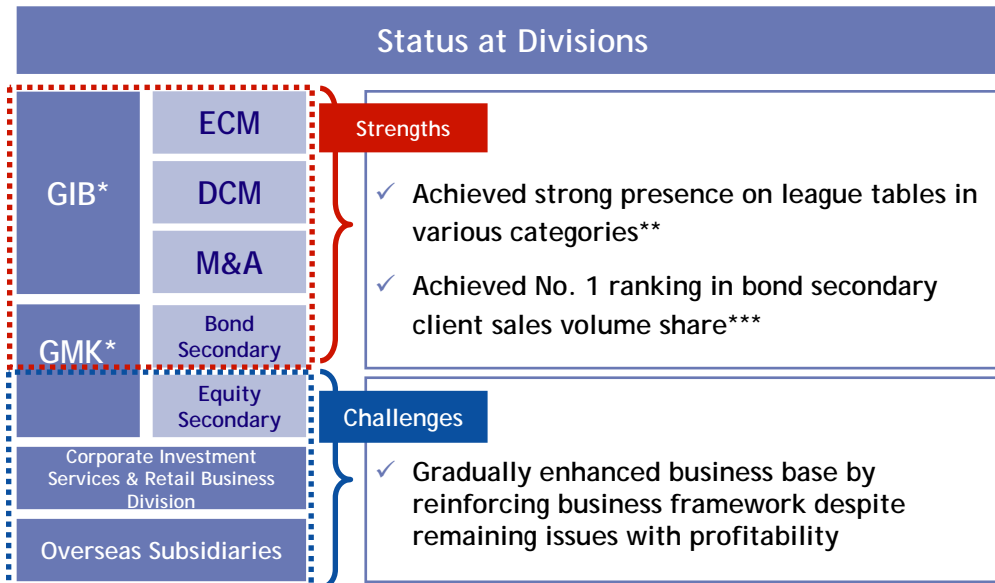 Status at Divisions
GIB*
ECM
DCM
M&A
GMK*
Bond
Secondary
Equity
Secondary
Corporate Investment
Services & Retail Business
Division
Overseas Subsidiaries
Strengths
✓ Achieved strong presence on league tables in
various categories**
✓ Achieved No. 1 ranking in bond secondary
client sales volume share***
Challenges
✓ Gradually enhanced business base by
reinforcing business framework despite
remaining issues with profitability